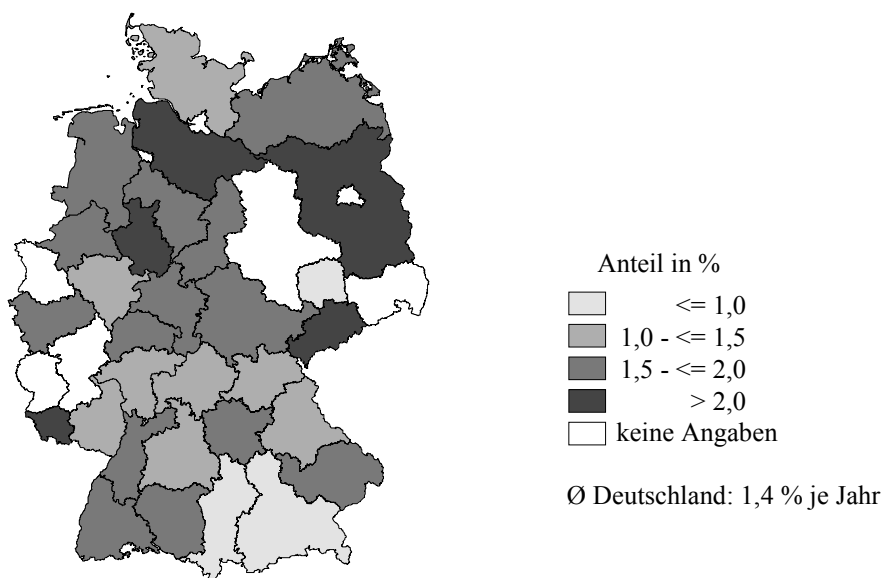 Anteil in %
<= 1,0
1,0 - <= 1,5
1,5 - <= 2,0
> 2,0
keine Angaben
Ø Deutschland: 1,4 % je Jahr